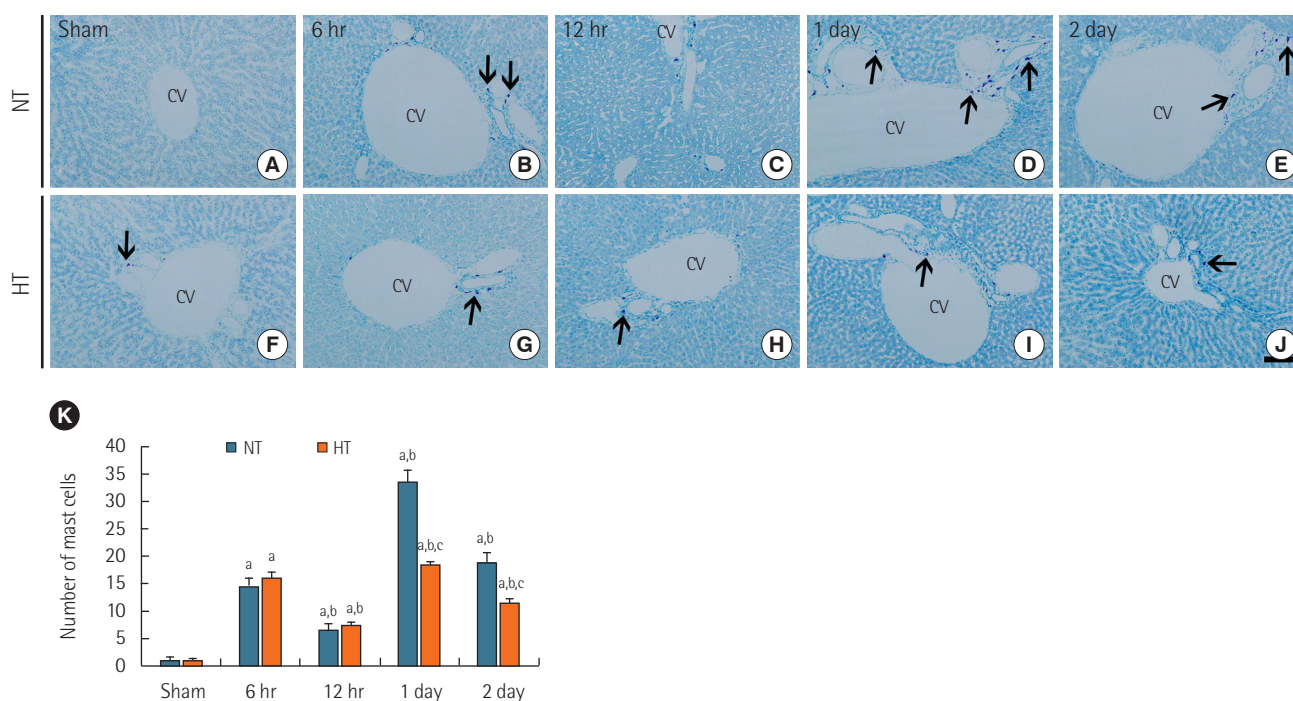 Sham 6 hr 12 hr 1 day 2 day
NT
CV CV CV CV CV
A B C D E
HT
CV CV CV CV CV
F G H I J
K
NT HT
Number of mast cells
40
35
30
25
20
15
10
5
0
a a a,b a,b a,b a,b,c a,b a,b,c
Sham 6 hr 12 hr 1 day 2 day